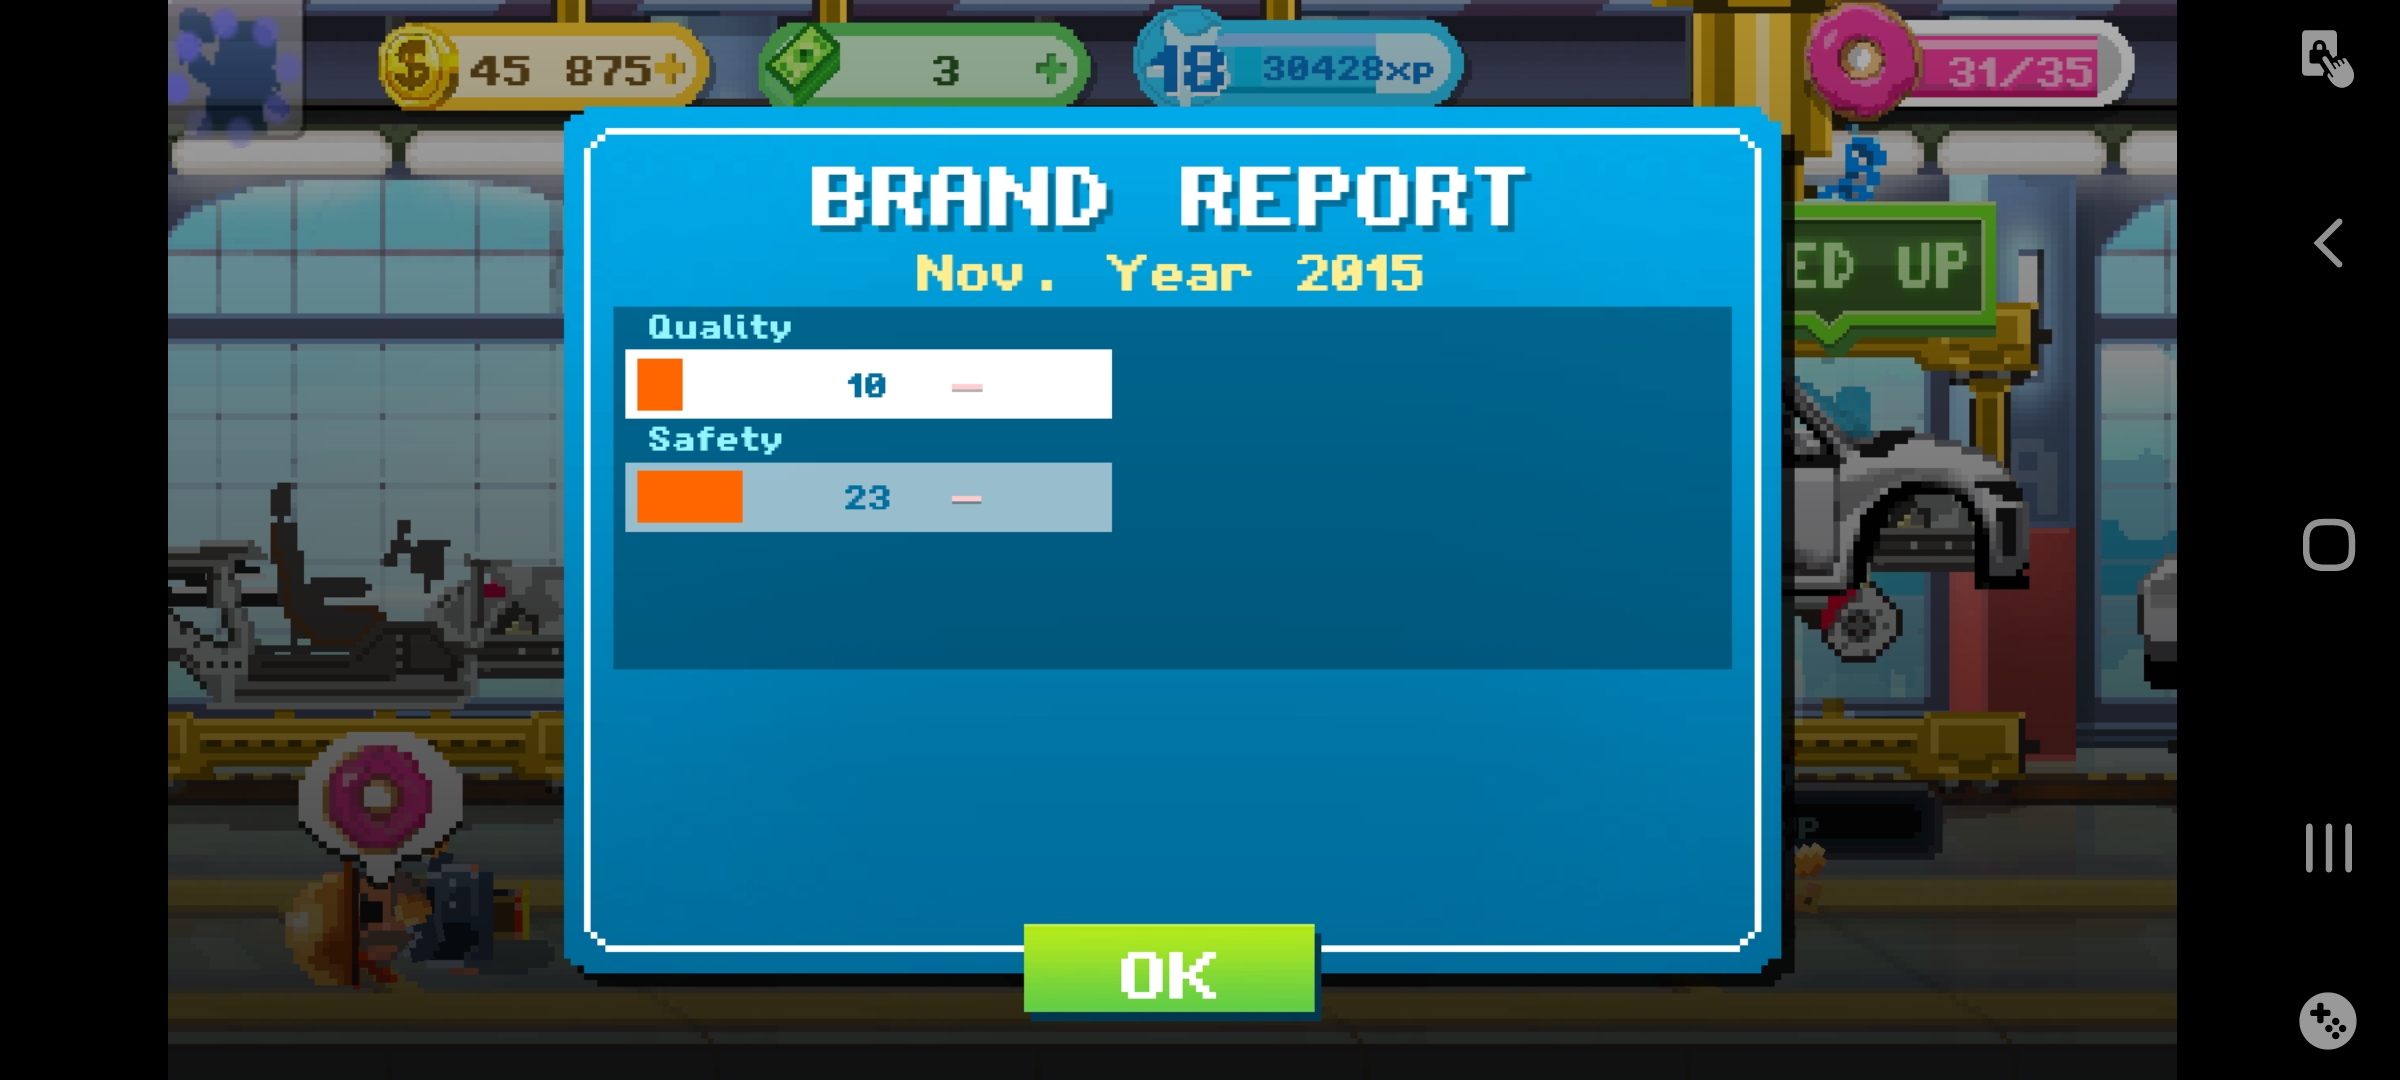 45 875+
3 +
18 30428xp
31/35
BRAND REPORT
Nov. Year 2015
ED UP
Quality
10 —
Safety
23 —
OK